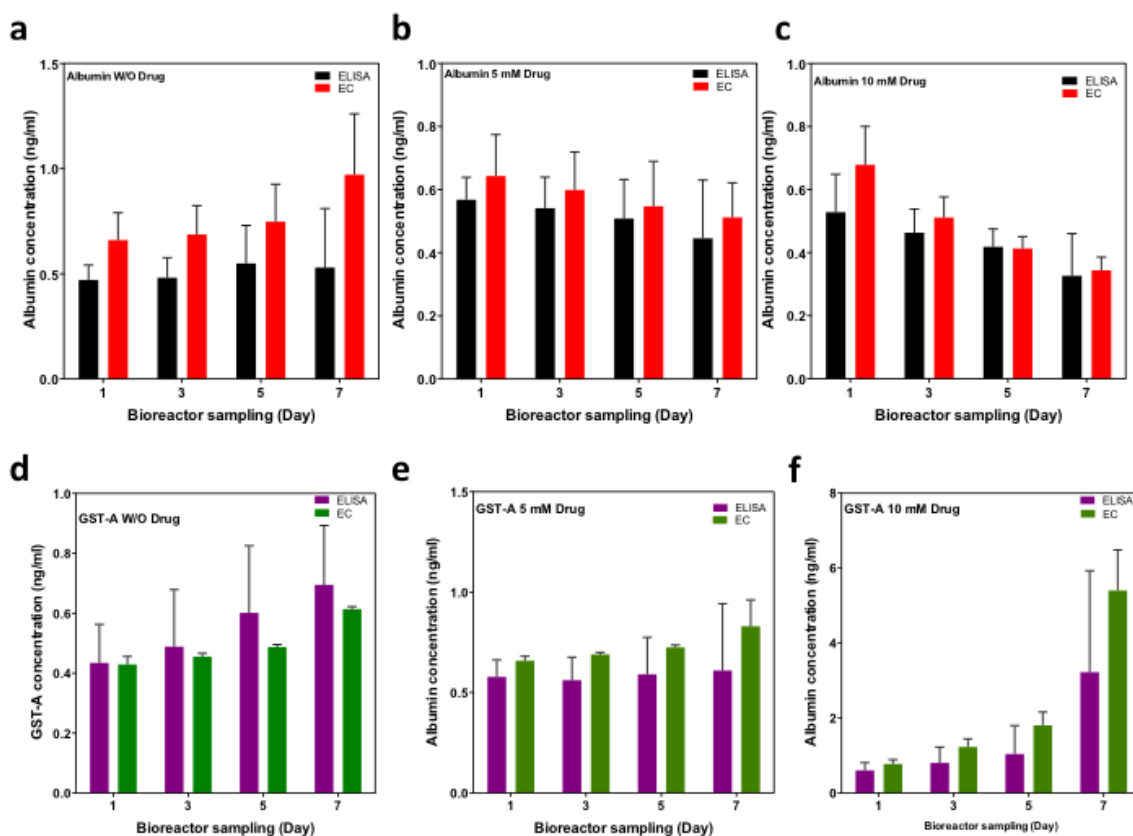 a
Albumin W/O Drug
ELISA
EC
Albumin concentration (ng/ml)
1.5
1.0
0.5
0.0
1 3 5 7
Bioreactor sampling (Day)
b
Albumin 5 mM Drug
ELISA
EC
Albumin concentration (ng/ml)
1.0
0.8
0.6
0.4
0.2
0.0
1 3 5 7
Bioreactor sampling (Day)
c
Albumin 10 mM Drug
ELISA
EC
Albumin concentration (ng/ml)
1.0
0.8
0.6
0.4
0.2
0.0
1 3 5 7
Bioreactor sampling (Day)
d
GST-A W/O Drug
ELISA
EC
GST-A concentration (ng/ml)
1.0
0.8
0.6
0.4
0.2
0.0
1 3 5 7
Bioreactor sampling (Day)
e
GST-A 5 mM Drug
ELISA
EC
Albumin concentration (ng/ml)
1.5
1.0
0.5
0.0
1 3 5 7
Bioreactor sampling (Day)
f
GST-A 10 mM Drug
ELISA
EC
Albumin concentration (ng/ml)
8
6
4
2
0
1 3 5 7
Bioreactor sampling (Day)